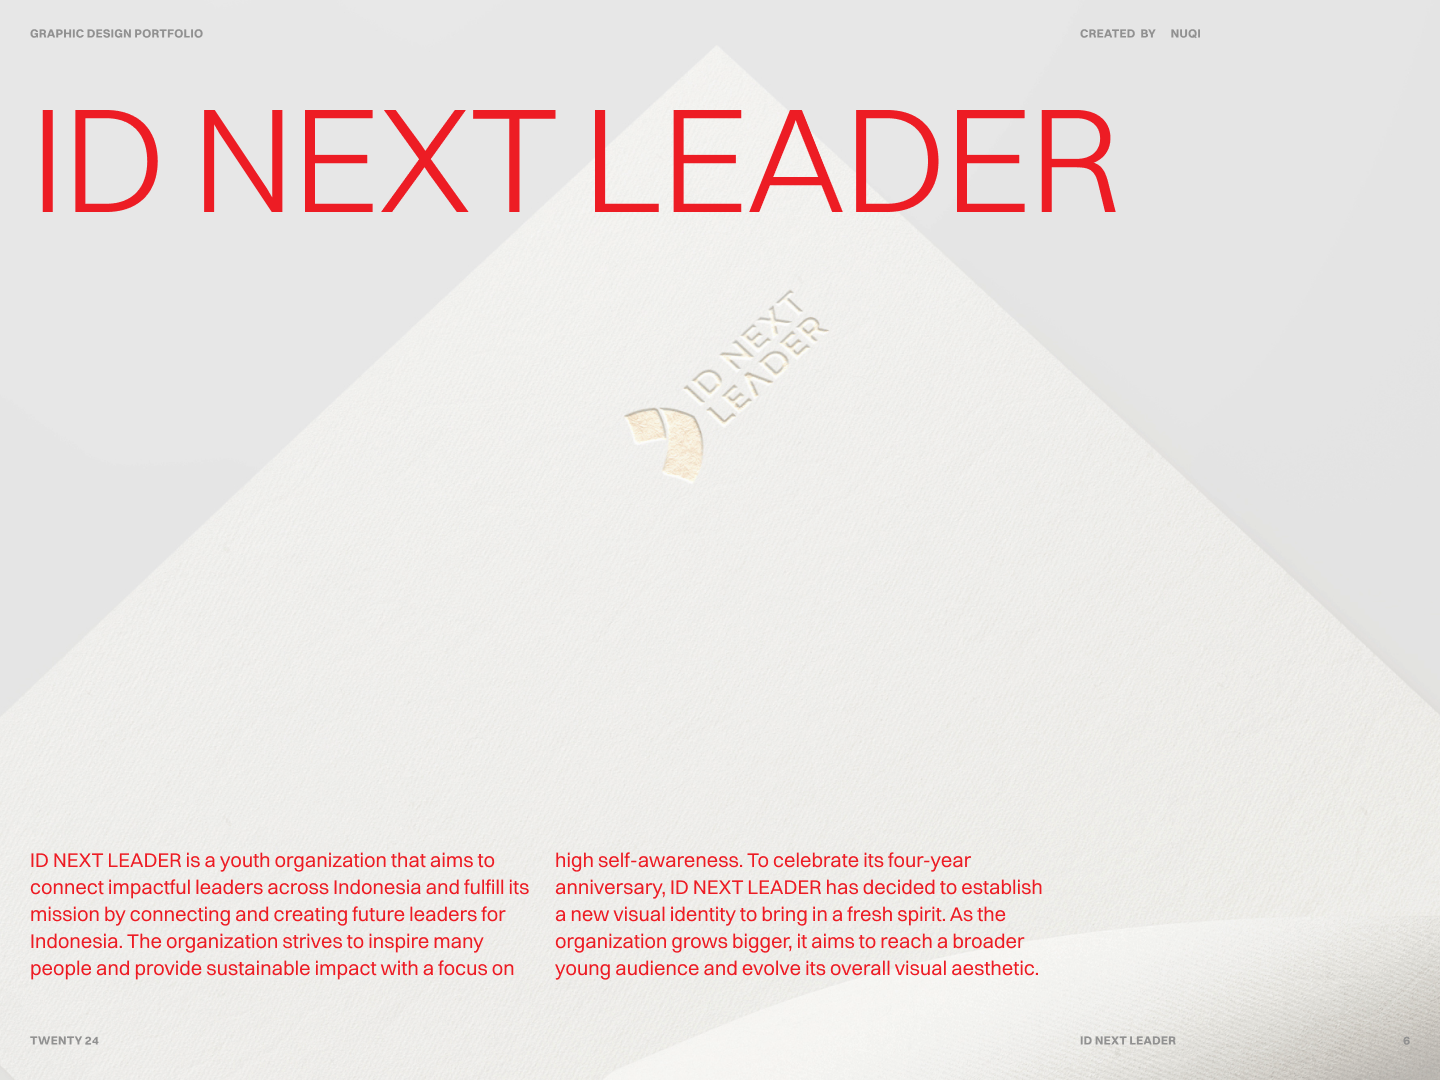 GRAPHIC DESIGN PORTFOLIO
CREATED BY NUQI
ID NEXT LEADER
ID NEXT
LEADER
ID NEXT LEADER is a youth organization that aims to
connect impactful leaders across Indonesia and fulfill its
mission by connecting and creating future leaders for
Indonesia. The organization strives to inspire many
people and provide sustainable impact with a focus on
high self-awareness. To celebrate its four-year
anniversary, ID NEXT LEADER has decided to establish
a new visual identity to bring in a fresh spirit. As the
organization grows bigger, it aims to reach a broader
young audience and evolve its overall visual aesthetic.
TWENTY 24
ID NEXT LEADER
6